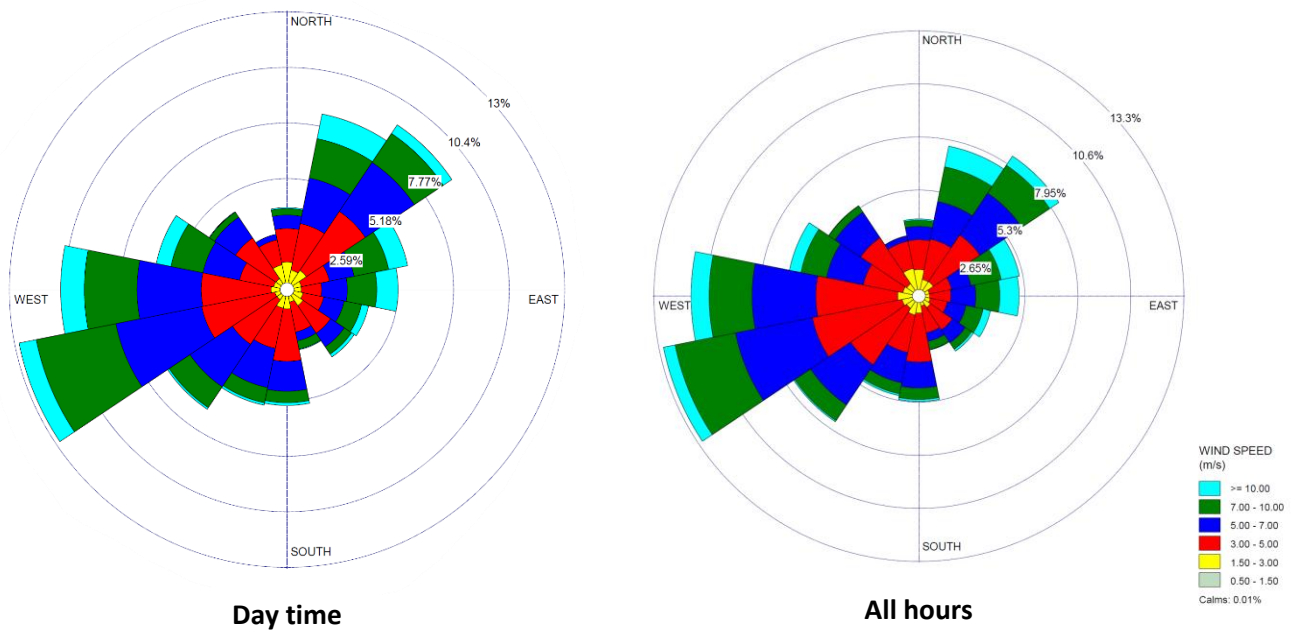 NORTH
13%
10.4%
7.77%
5.18%
2.59%
WEST
EAST
SOUTH
Day time
NORTH
13.3%
10.6%
7.95%
5.3%
2.65%
WEST
EAST
SOUTH
All hours
WIND SPEED
(m/s)
>= 10.00
7.00 - 10.00
5.00 - 7.00
3.00 - 5.00
1.50 - 3.00
0.50 - 1.50
Calms: 0.01%